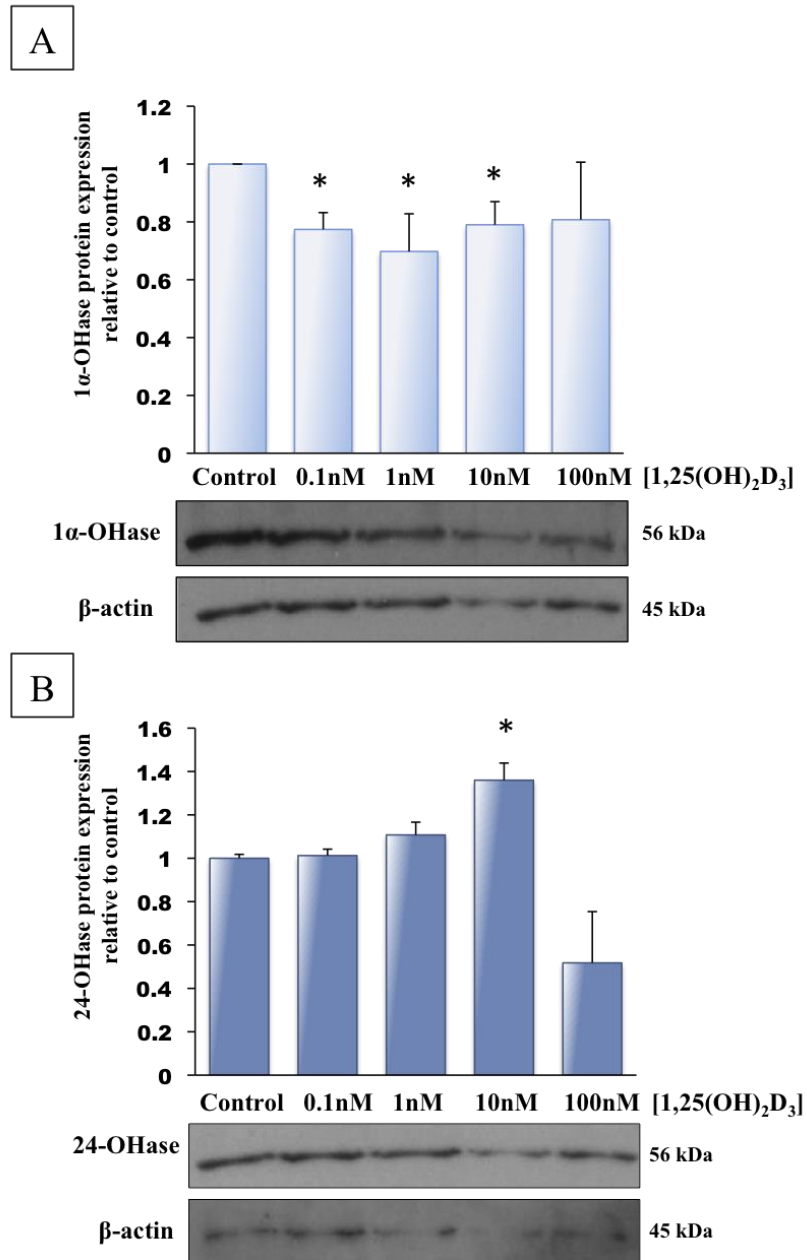 A
1α-OHase protein expression
relative to control
1.2
1
0.8
0.6
0.4
0.2
0
* * *
Control 0.1nM 1nM 10nM 100nM [1,25(OH)₂D₃]
1α-OHase 56 kDa
β-actin 45 kDa
B
24-OHase protein expression
relative to control
1.6
1.4
1.2
1
0.8
0.6
0.4
0.2
0
*
Control 0.1nM 1nM 10nM 100nM [1,25(OH)₂D₃]
24-OHase 56 kDa
β-actin 45 kDa